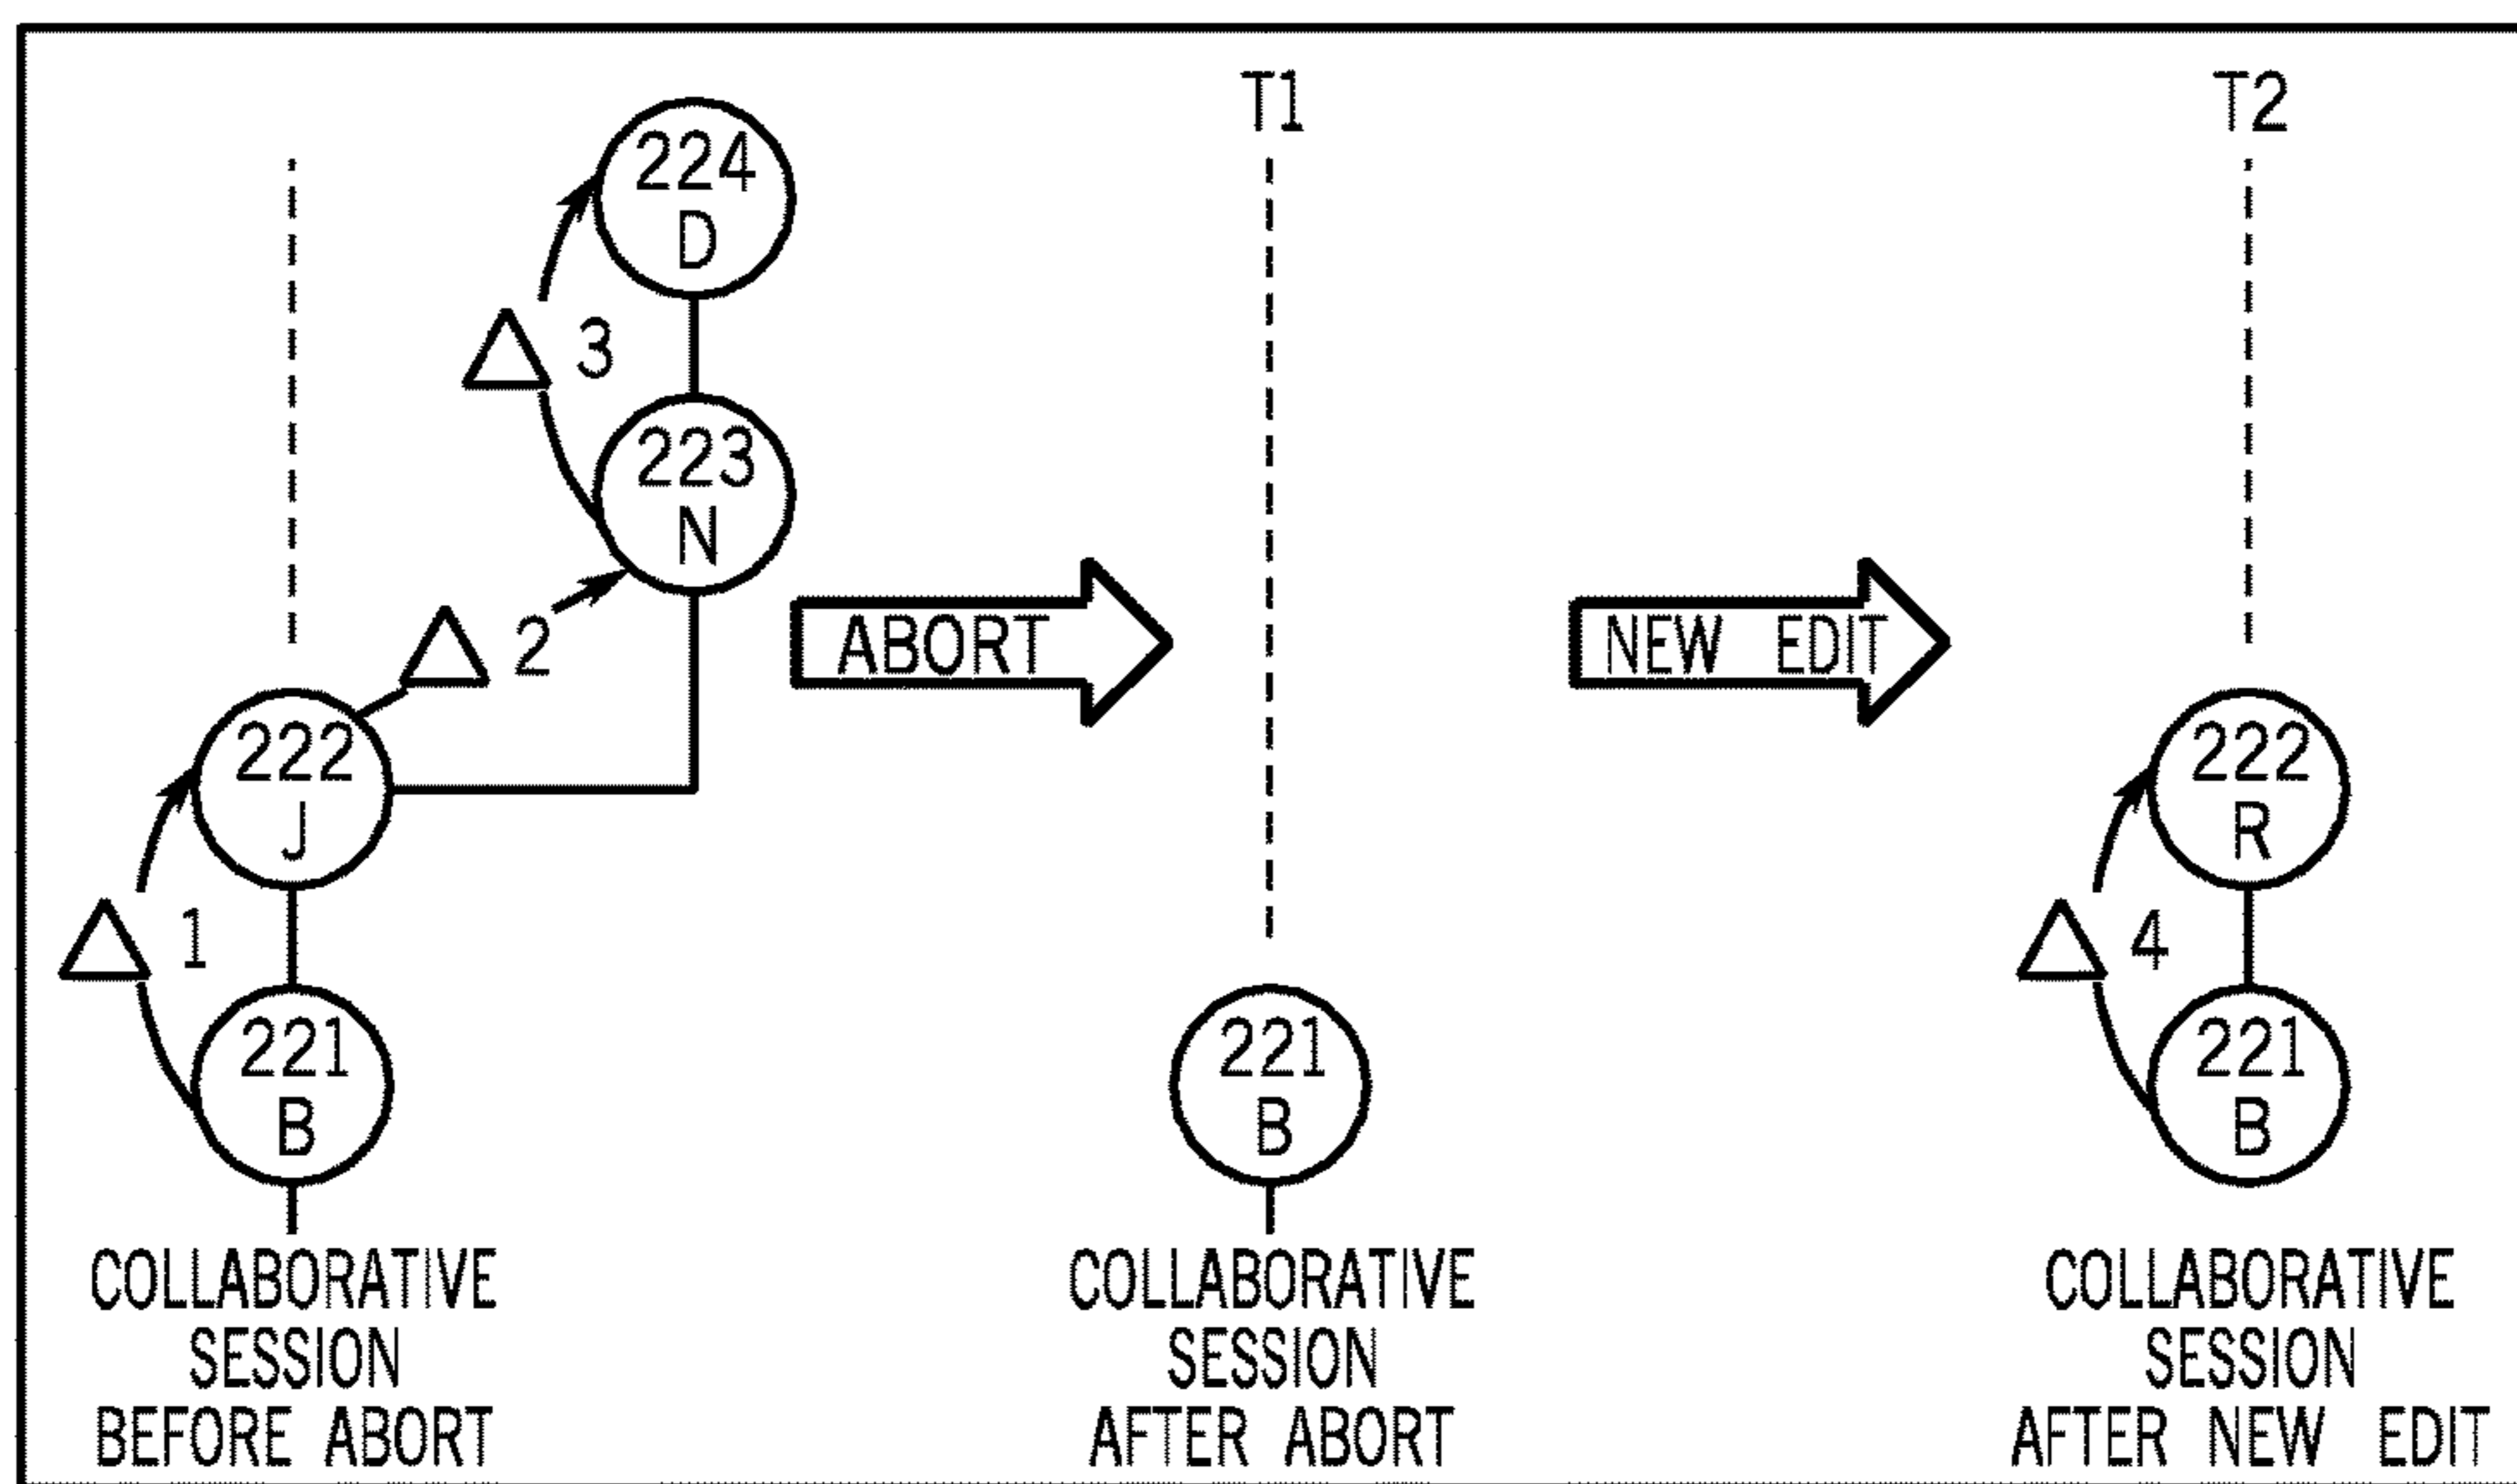 T1
T2
224
D
3
223
N
ABORT
NEW EDIT
2
222
J
222
R
1
4
221
B
221
B
221
B
COLLABORATIVE
SESSION
BEFORE ABORT
COLLABORATIVE
SESSION
AFTER ABORT
COLLABORATIVE
SESSION
AFTER NEW EDIT